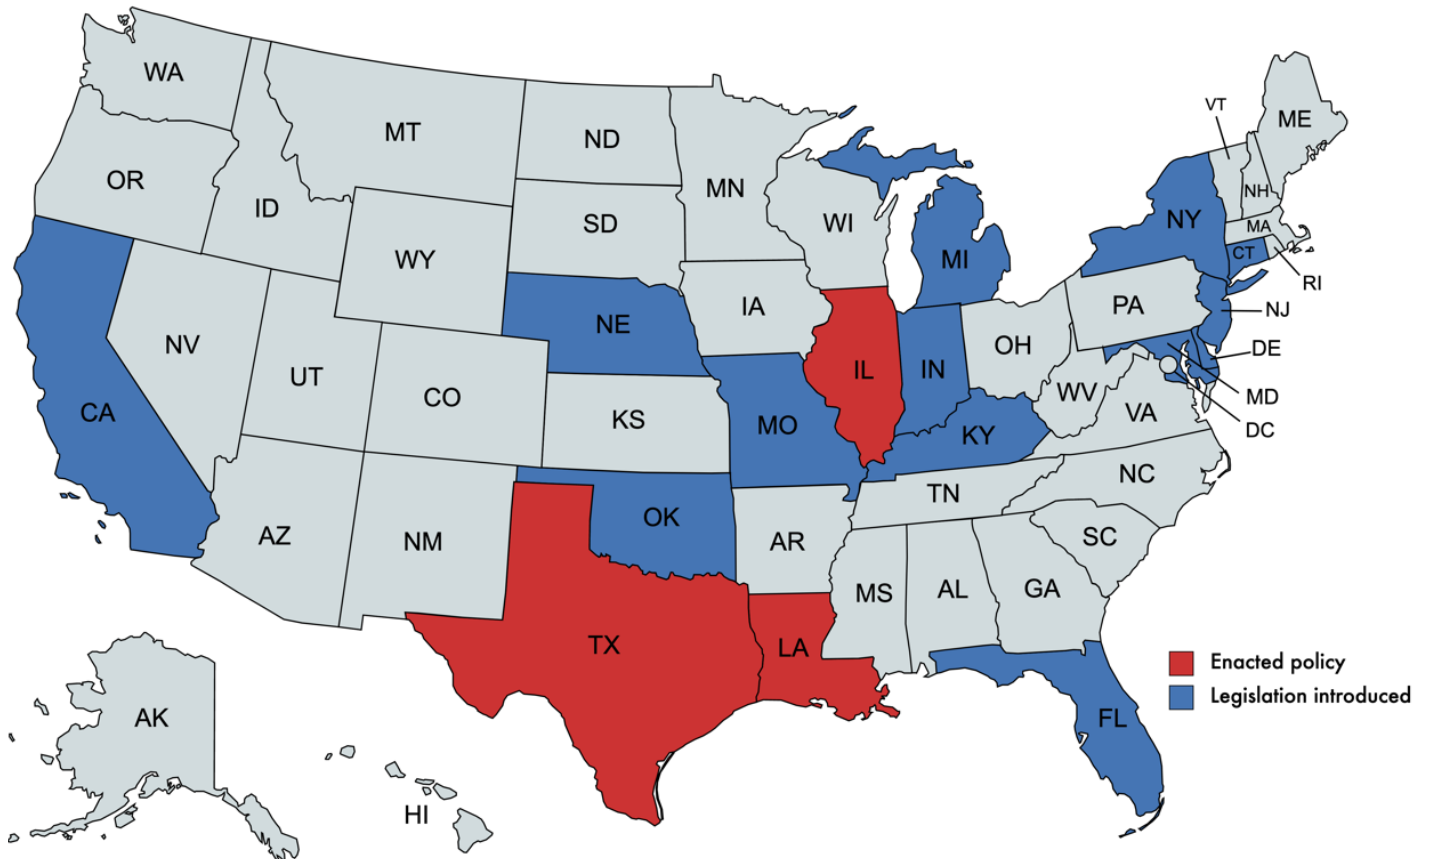 WA
MT
ND
MN
VT
ME
OR
ID
SD
WI
NH
NY
MA
WY
MI
CT
RI
NE
IA
PA
NJ
NV
UT
CO
IL
IN
OH
DE
WV
MD
CA
KS
MO
KY
VA
DC
AZ
NM
OK
AR
TN
NC
SC
MS
AL
GA
TX
LA
Enacted policy
Legislation introduced
AK
FL
HI